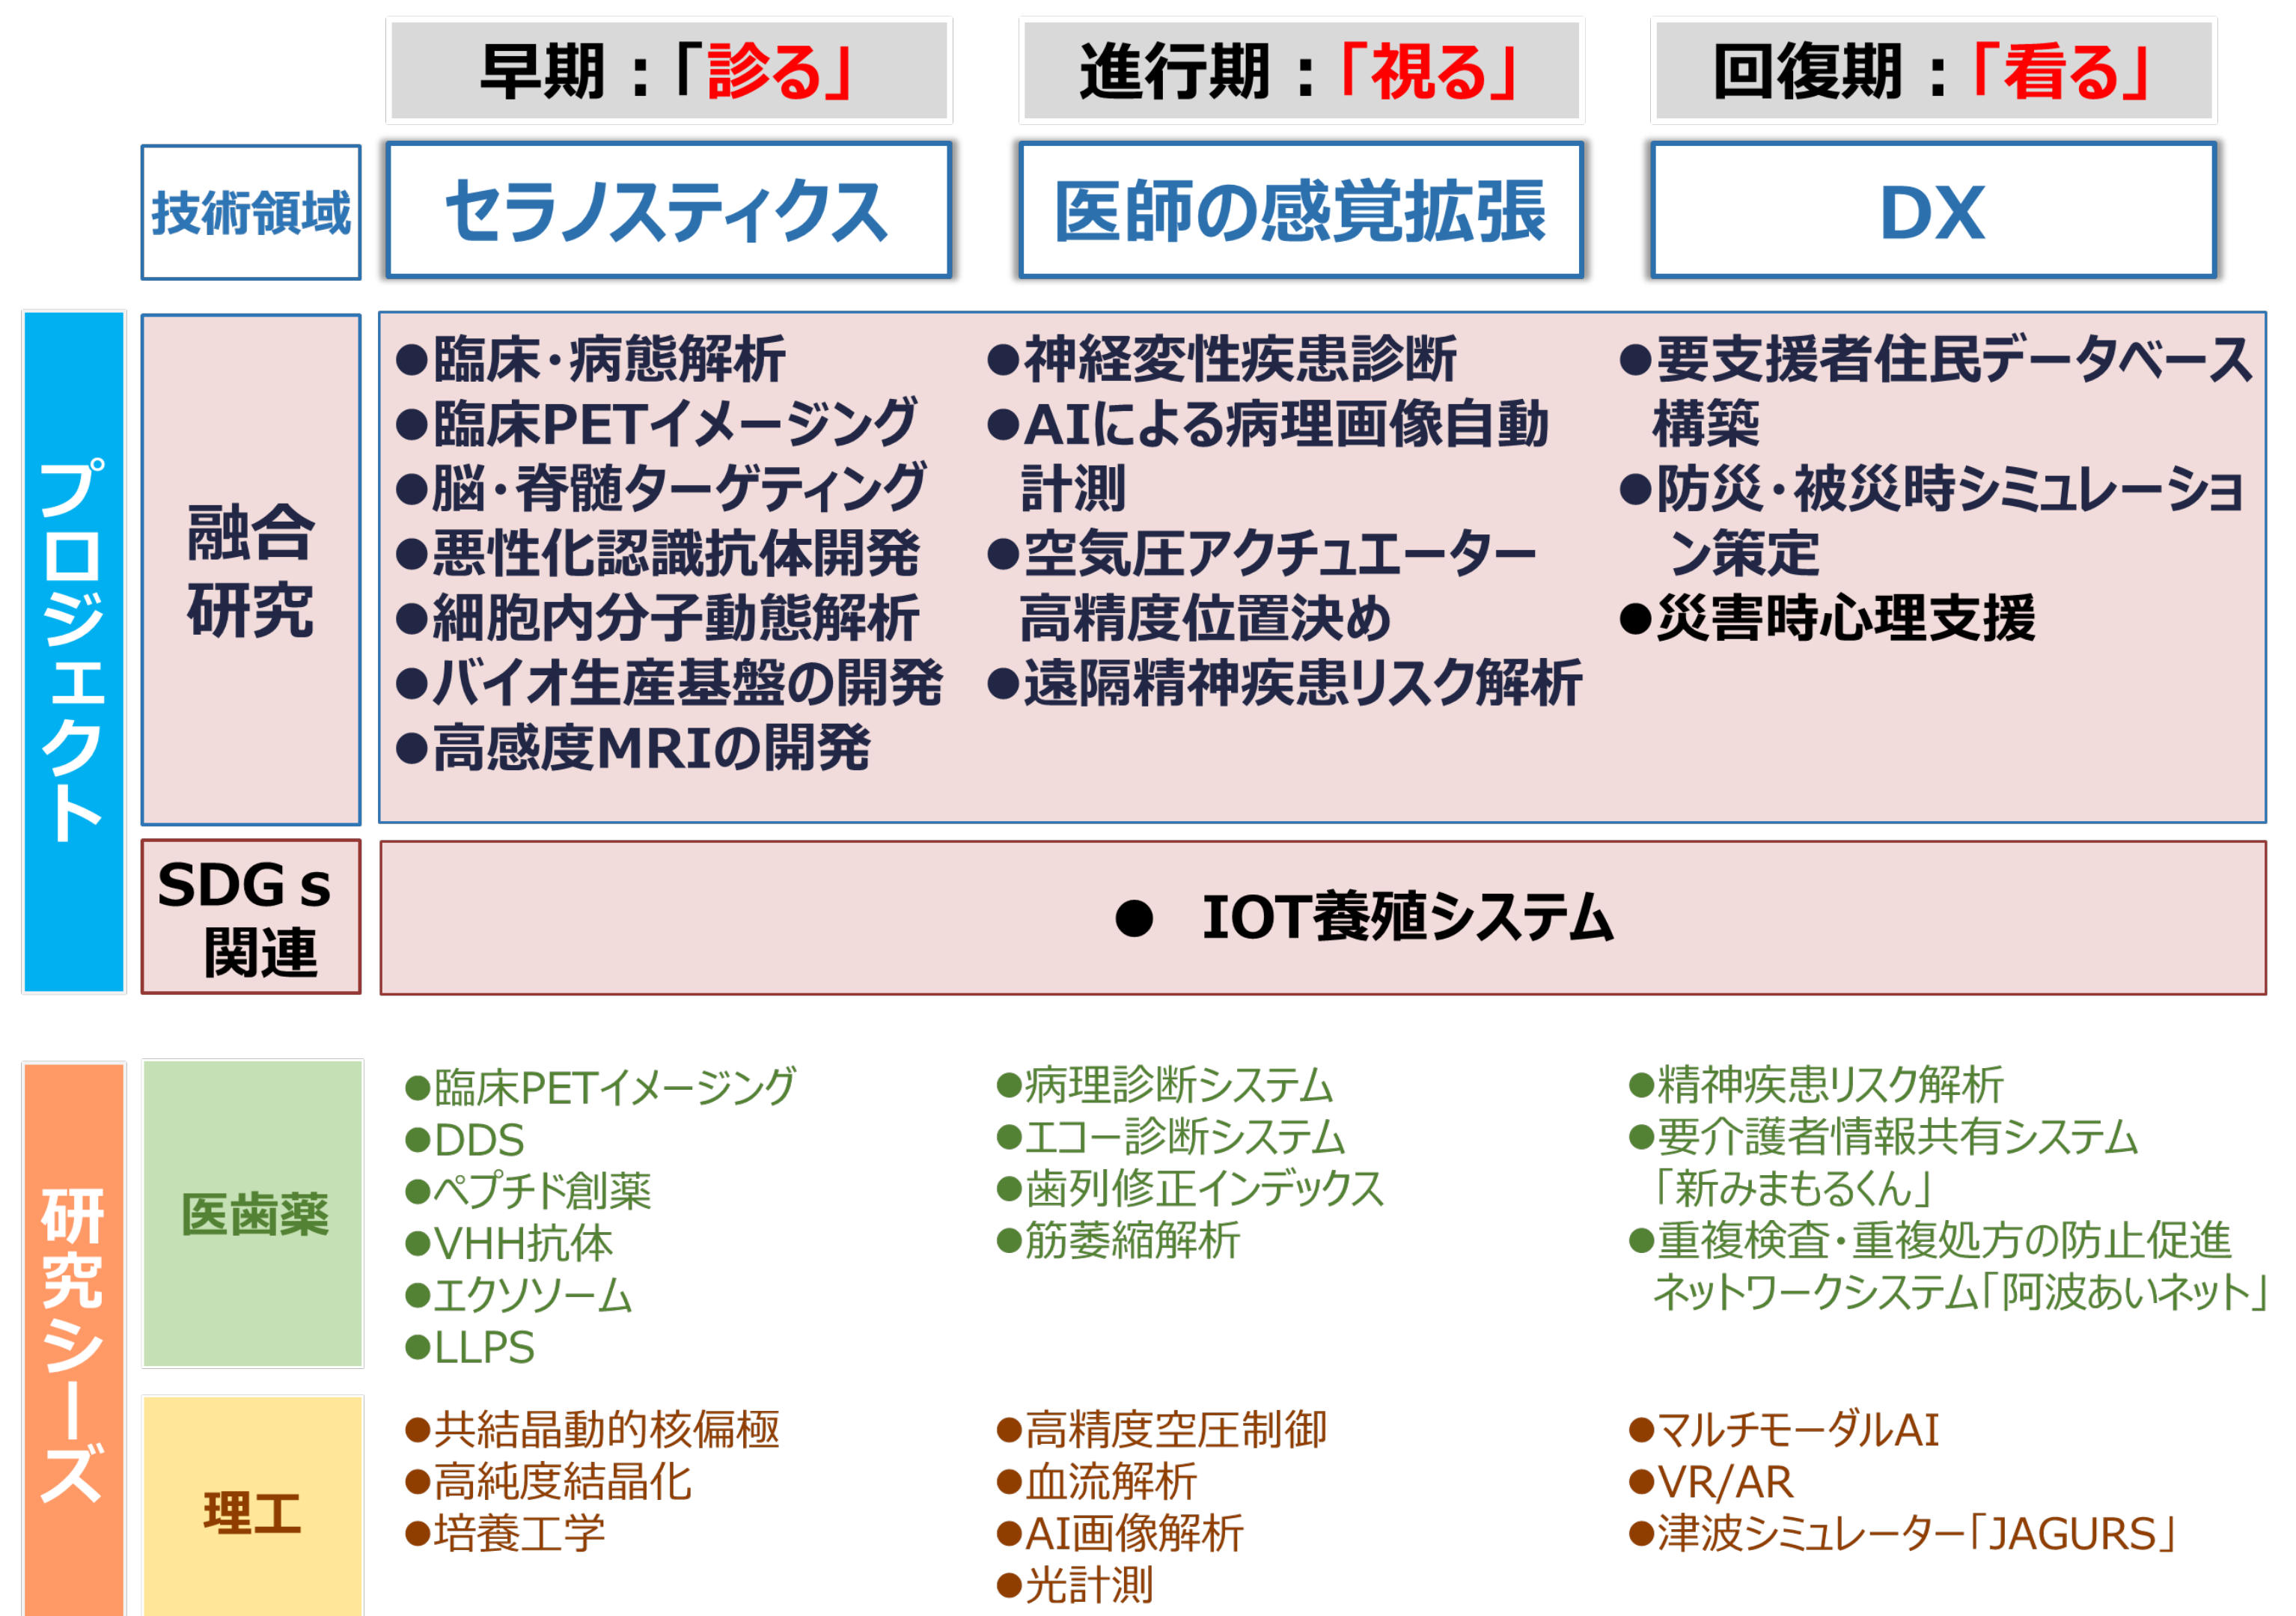 早期：「診る」
進行期：「視る」
回復期：「看る」
技術領域
セラノスティクス
医師の感覚拡張
DX
プロジェクト
融合
研究
●臨床・病態解析
●臨床PETイメージング
●脳・脊髄ターゲティング
●悪性化認識抗体開発
●細胞内分子動態解析
●バイオ生産基盤の開発
●高感度MRIの開発
●神経変性疾患診断
●AIによる病理画像自動
計測
●空気圧アクチュエーター
高精度位置決め
●遠隔精神疾患リスク解析
●要支援者住民データベース
構築
●防災・被災時シミュレーショ
ン策定
●災害時心理支援
SDGｓ
関連
● IOT養殖システム
研究シーズ
医歯薬
●臨床PETイメージング
●DDS
●ペプチド創薬
●VHH抗体
●エクソソーム
●LLPS
●病理診断システム
●エコー診断システム
●歯列修正インデックス
●筋萎縮解析
●精神疾患リスク解析
●要介護者情報共有システム
「新みまもるくん」
●重複検査・重複処方の防止促進
ネットワークシステム「阿波あいネット」
理工
●共結晶動的核偏極
●高純度結晶化
●培養工学
●高精度空圧制御
●血流解析
●AI画像解析
●光計測
●マルチモーダルAI
●VR/AR
●津波シミュレーター「JAGURS」